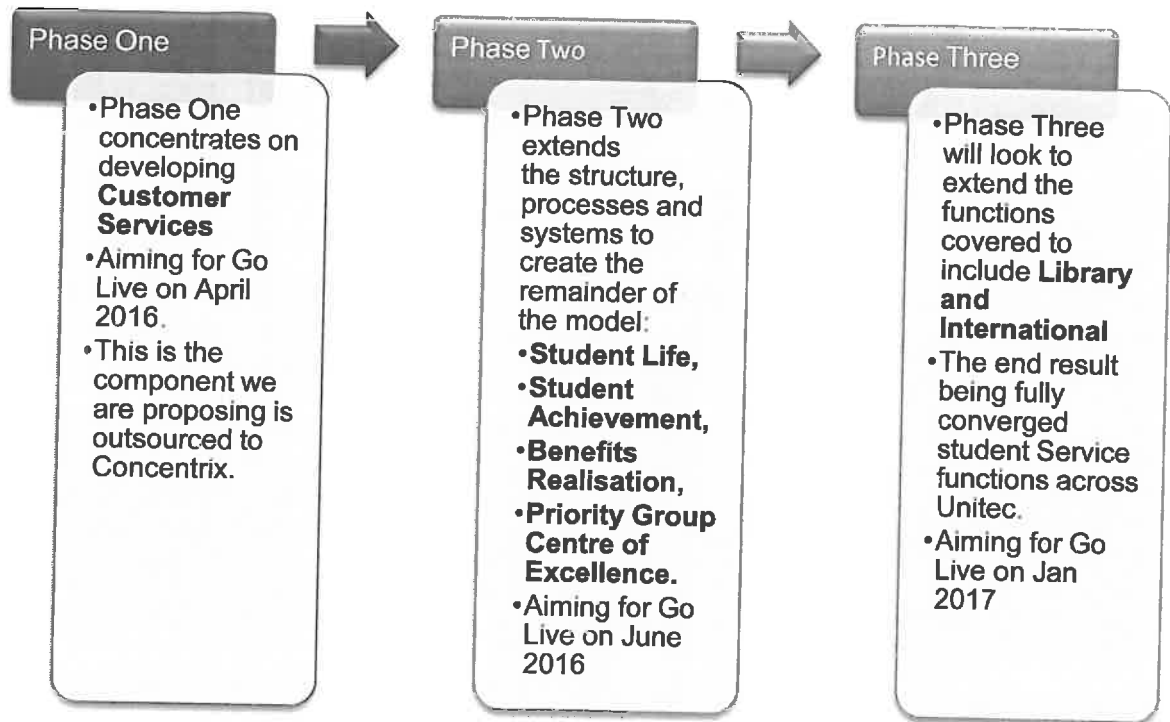 Phase One
•Phase One
concentrates on
developing
Customer
Services
•Aiming for Go
Live on April
2016.
•This is the
component we
are proposing is
outsourced to
Concentrix.
Phase Two
•Phase Two
extends
the structure,
processes and
systems to
create the
remainder of
the model:
•Student Life,
•Student
Achievement,
•Benefits
Realisation,
•Priority Group
Centre of
Excellence.
•Aiming for Go
Live on June
2016
Phase Three
•Phase Three
will look to
extend the
functions
covered to
include Library
and
International
•The end result
being fully
converged
student Service
functions across
Unitec.
•Aiming for Go
Live on Jan
2017